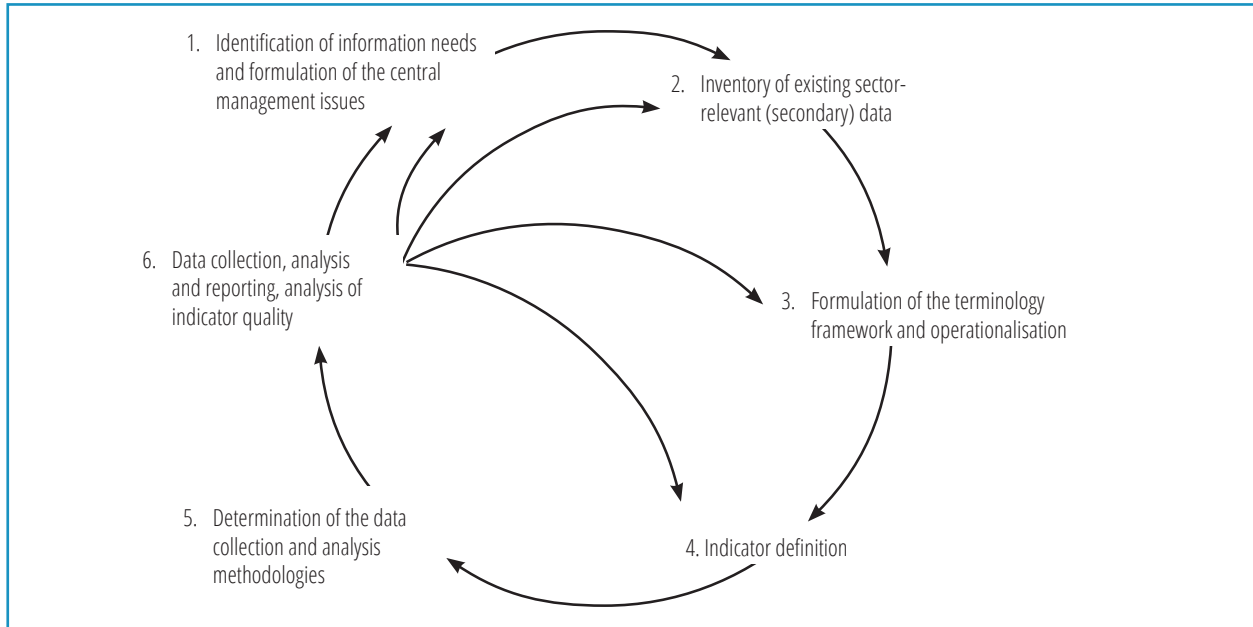 1. Identification of information needs
and formulation of the central
management issues
2. Inventory of existing sector-
relevant (secondary) data
3. Formulation of the terminology
framework and operationalisation
4. Indicator definition
5. Determination of the data
collection and analysis
methodologies
6. Data collection, analysis
and reporting, analysis of
indicator quality